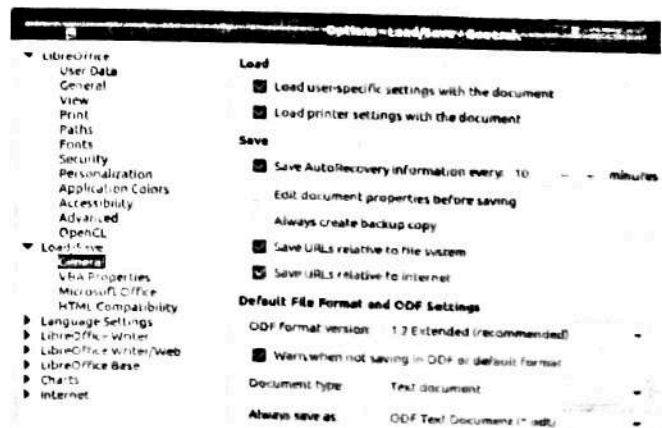 Options - Load/Save - General
LibreOffice
User Data
General
View
Print
Paths
Fonts
Security
Personalization
Application Colors
Accessibility
Advanced
OpenCL
Load/Save
General
VBA Properties
Microsoft Office
HTML Compatibility
Language Settings
LibreOffice Writer
LibreOffice Writer/Web
LibreOffice Base
Charts
Internet
Load
Load user-specific settings with the document
Load printer settings with the document
Save
Save AutoRecovery information every: 10 minutes
Edit document properties before saving
Always create backup copy
Save URLs relative to file system
Save URLs relative to internet
Default File Format and ODF Settings
ODF format version: 1.2 Extended (recommended)
Warn when not saving in ODF or default format
Document type: Text document
Always save as: ODF Text Document (*.odt)